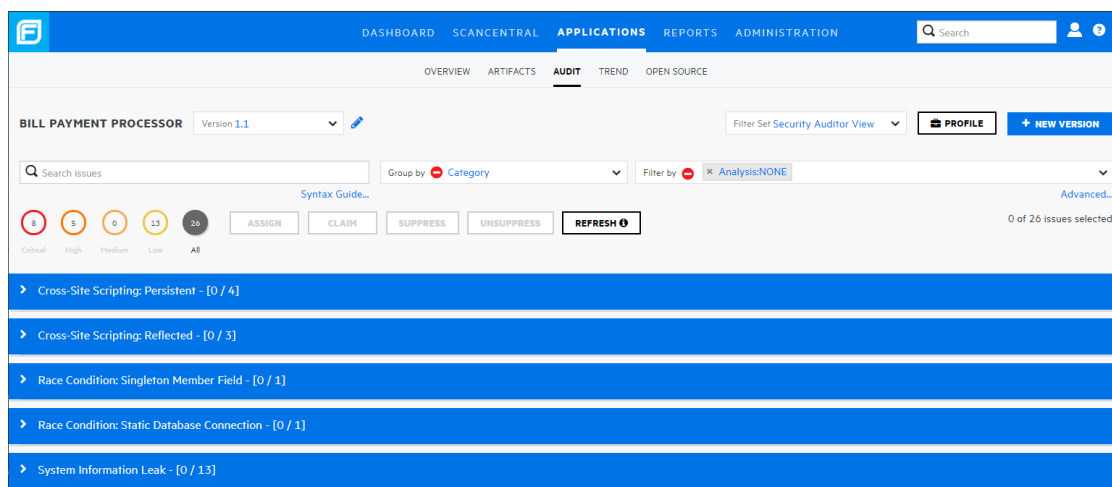 DASHBOARD SCANCENTRAL APPLICATIONS REPORTS ADMINISTRATION Search
OVERVIEW ARTIFACTS AUDIT TREND OPEN SOURCE
BILL PAYMENT PROCESSOR Version 1.1 Filter Set Security Auditor View PROFILE + NEW VERSION
Search issues Group by Category Filter by × Analysis:NONE
Syntax Guide... Advanced...
8 5 0 13 26 ASSIGN CLAIM SUPPRESS UNSUPPRESS REFRESH 0 of 26 issues selected
Critical High Medium Low All
Cross-Site Scripting: Persistent - [0 / 4]
Cross-Site Scripting: Reflected - [0 / 3]
Race Condition: Singleton Member Field - [0 / 1]
Race Condition: Static Database Connection - [0 / 1]
System Information Leak - [0 / 13]